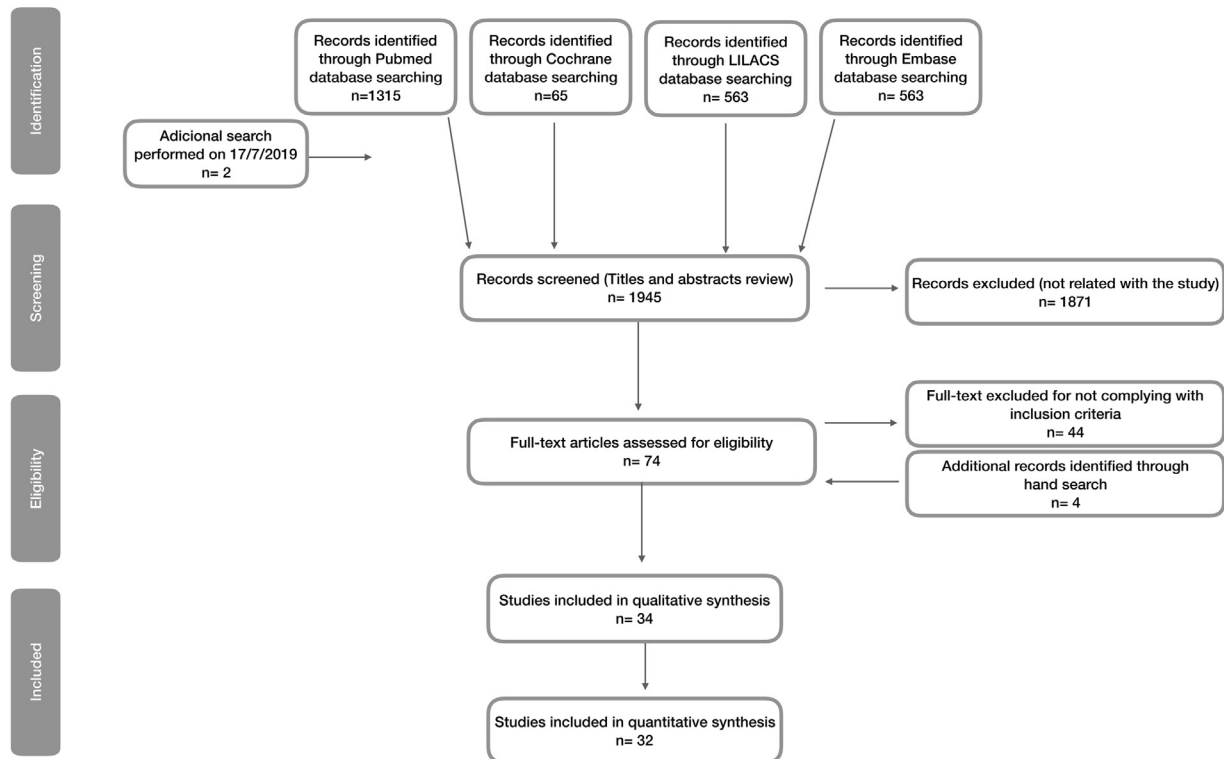 Identification
Records identified
through Pubmed
database searching
n=1315
Records identified
through Cochrane
database searching
n=65
Records identified
through LILACS
database searching
n= 563
Records identified
through Embase
database searching
n= 563
Adicional search
performed on 17/7/2019
n= 2
Screening
Records screened (Titles and abstracts review)
n= 1945
Records excluded (not related with the study)
n= 1871
Eligibility
Full-text articles assessed for eligibility
n= 74
Full-text excluded for not complying with
inclusion criteria
n= 44
Additional records identified through
hand search
n= 4
Included
Studies included in qualitative synthesis
n= 34
Studies included in quantitative synthesis
n= 32